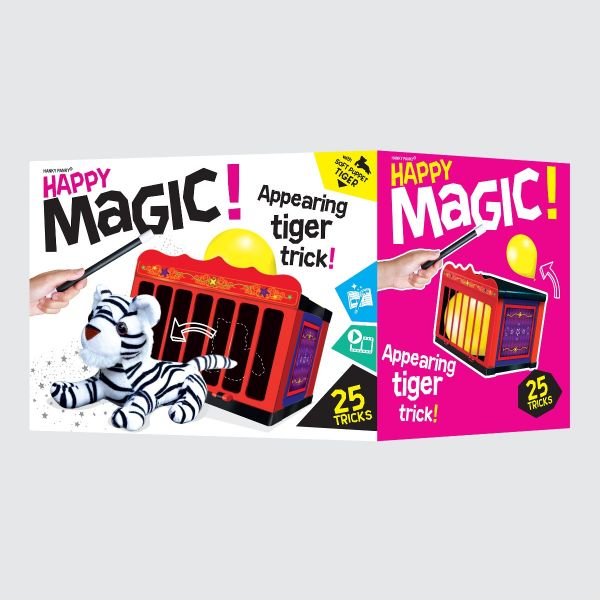 HANKY PANKY®
HAPPY
MAGIC!
Appearing
tiger
trick!
with
SOFT PUPPET
TIGER
25
TRICKS
HANKY PANKY®
HAPPY
MAGIC!
Appearing
tiger
trick!
25
TRICKS